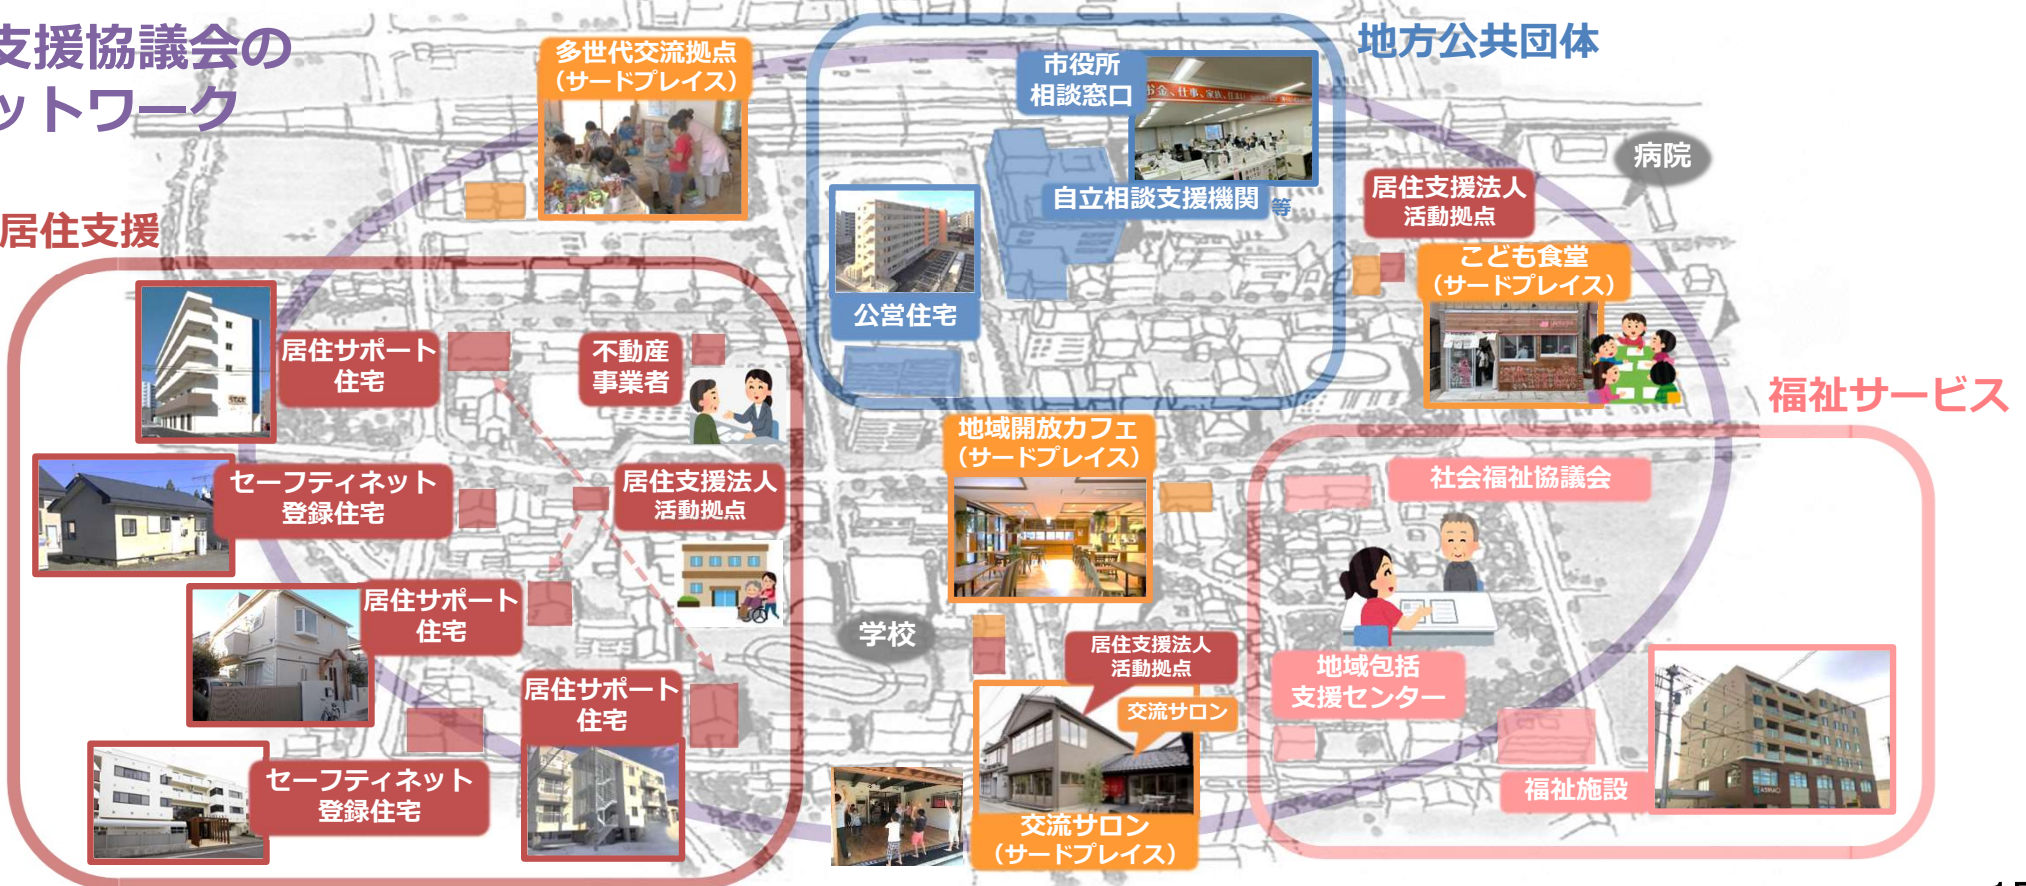 支援協議会の
ットワーク
多世代交流拠点
(サードプレイス)
市役所
相談窓口
お金、仕事、家族、住まい
地方公共団体
病院
自立相談支援機関 等
居住支援法人
活動拠点
居住支援
こども食堂
(サードプレイス)
公営住宅
居住サポート
住宅
不動産
事業者
福祉サービス
地域開放カフェ
(サードプレイス)
セーフティネット
登録住宅
居住支援法人
活動拠点
社会福祉協議会
居住サポート
住宅
学校
居住支援法人
活動拠点
地域包括
支援センター
居住サポート
住宅
交流サロン
セーフティネット
登録住宅
福祉施設
交流サロン
(サードプレイス)